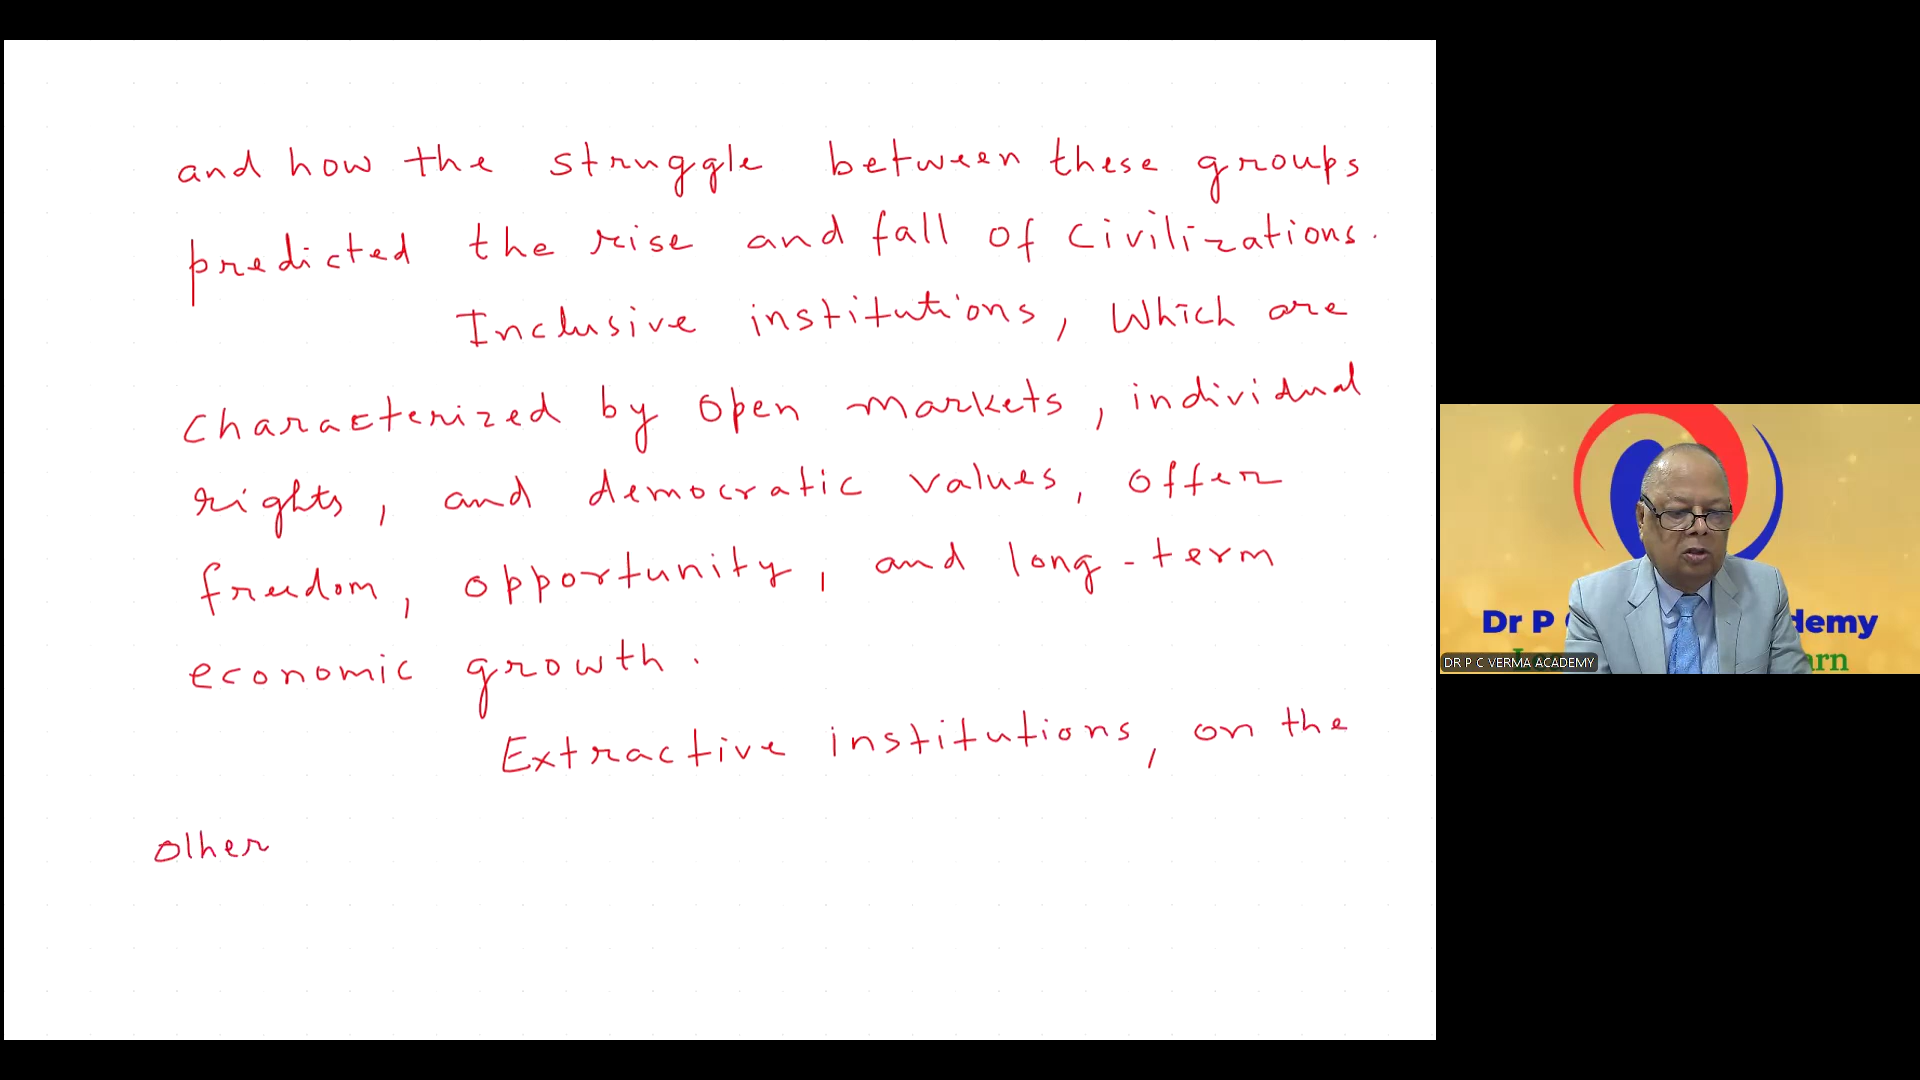 and how the struggle between these groups
predicted the rise and fall of civilizations.
Inclusive institutions, Which are
characterized by open markets, individual
rights, and democratic values, offer
freedom, opportunity, and long-term
economic growth.
Extractive institutions, on the
other
Dr P demy
arn
DR P C VERMA ACADEMY